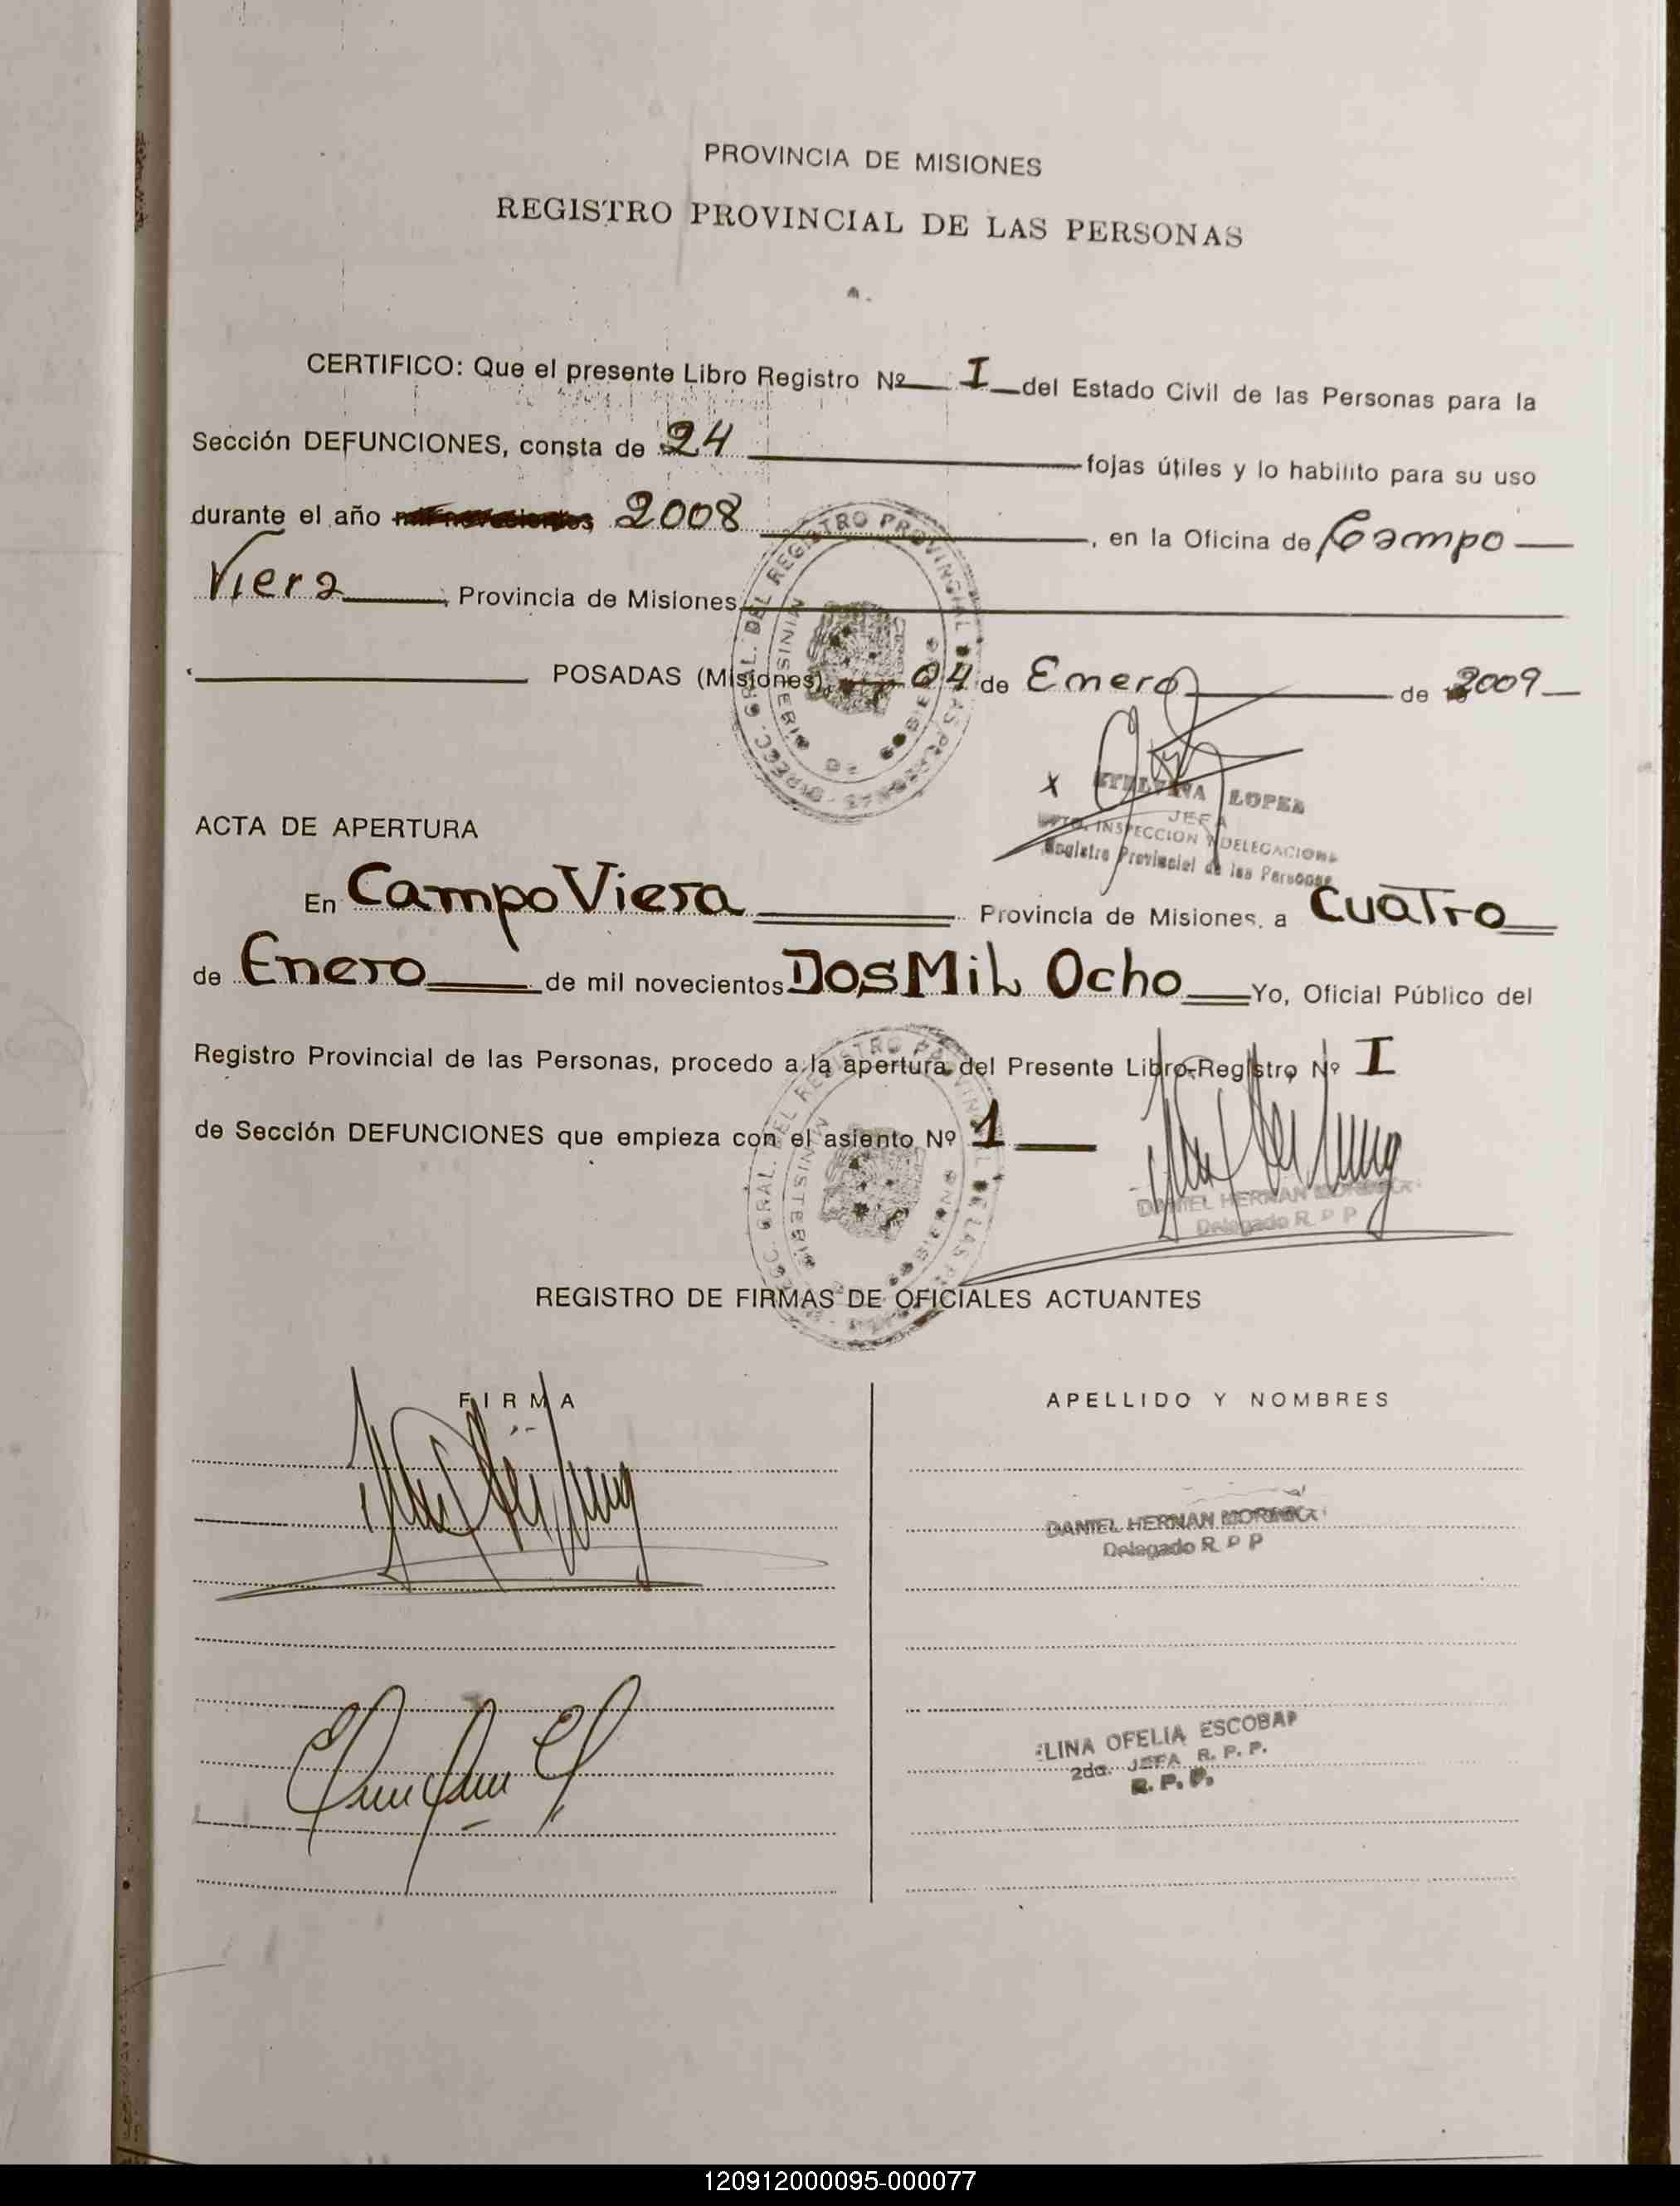 PROVINCIA DE MISIONES
REGISTRO PROVINCIAL DE LAS PERSONAS
CERTIFICO: Que el presente Libro Registro Nº I del Estado Civil de las Personas para la
Sección DEFUNCIONES, consta de 24 fojas útiles y lo habilito para su uso
durante el año mil novecientos 2008, en la Oficina de Campo
Viera, Provincia de Misiones
POSADAS (Misiones), 04 de Enero de 2009
LOPEZ
JEFA
INSPECCION Y DELEGACIONES
Registro Provincial de las Personas
ACTA DE APERTURA
En Campo Viera Provincia de Misiones, a Cuatro
de Enero de mil novecientos Dos Mil Ocho Yo, Oficial Público del
Registro Provincial de las Personas, procedo a la apertura del Presente Libro-Registro Nº I
de Sección DEFUNCIONES que empieza con el asiento Nº 1
DANIEL HERNAN
Delegado R. P P
REGISTRO DE FIRMAS DE OFICIALES ACTUANTES
FIRMA APELLIDO Y NOMBRES
DANIEL HERNAN
Delegado R. P P
ELINA OFELIA ESCOBAR
2da. JEFA R. P. P.
R. P. P.
120912000095-000077